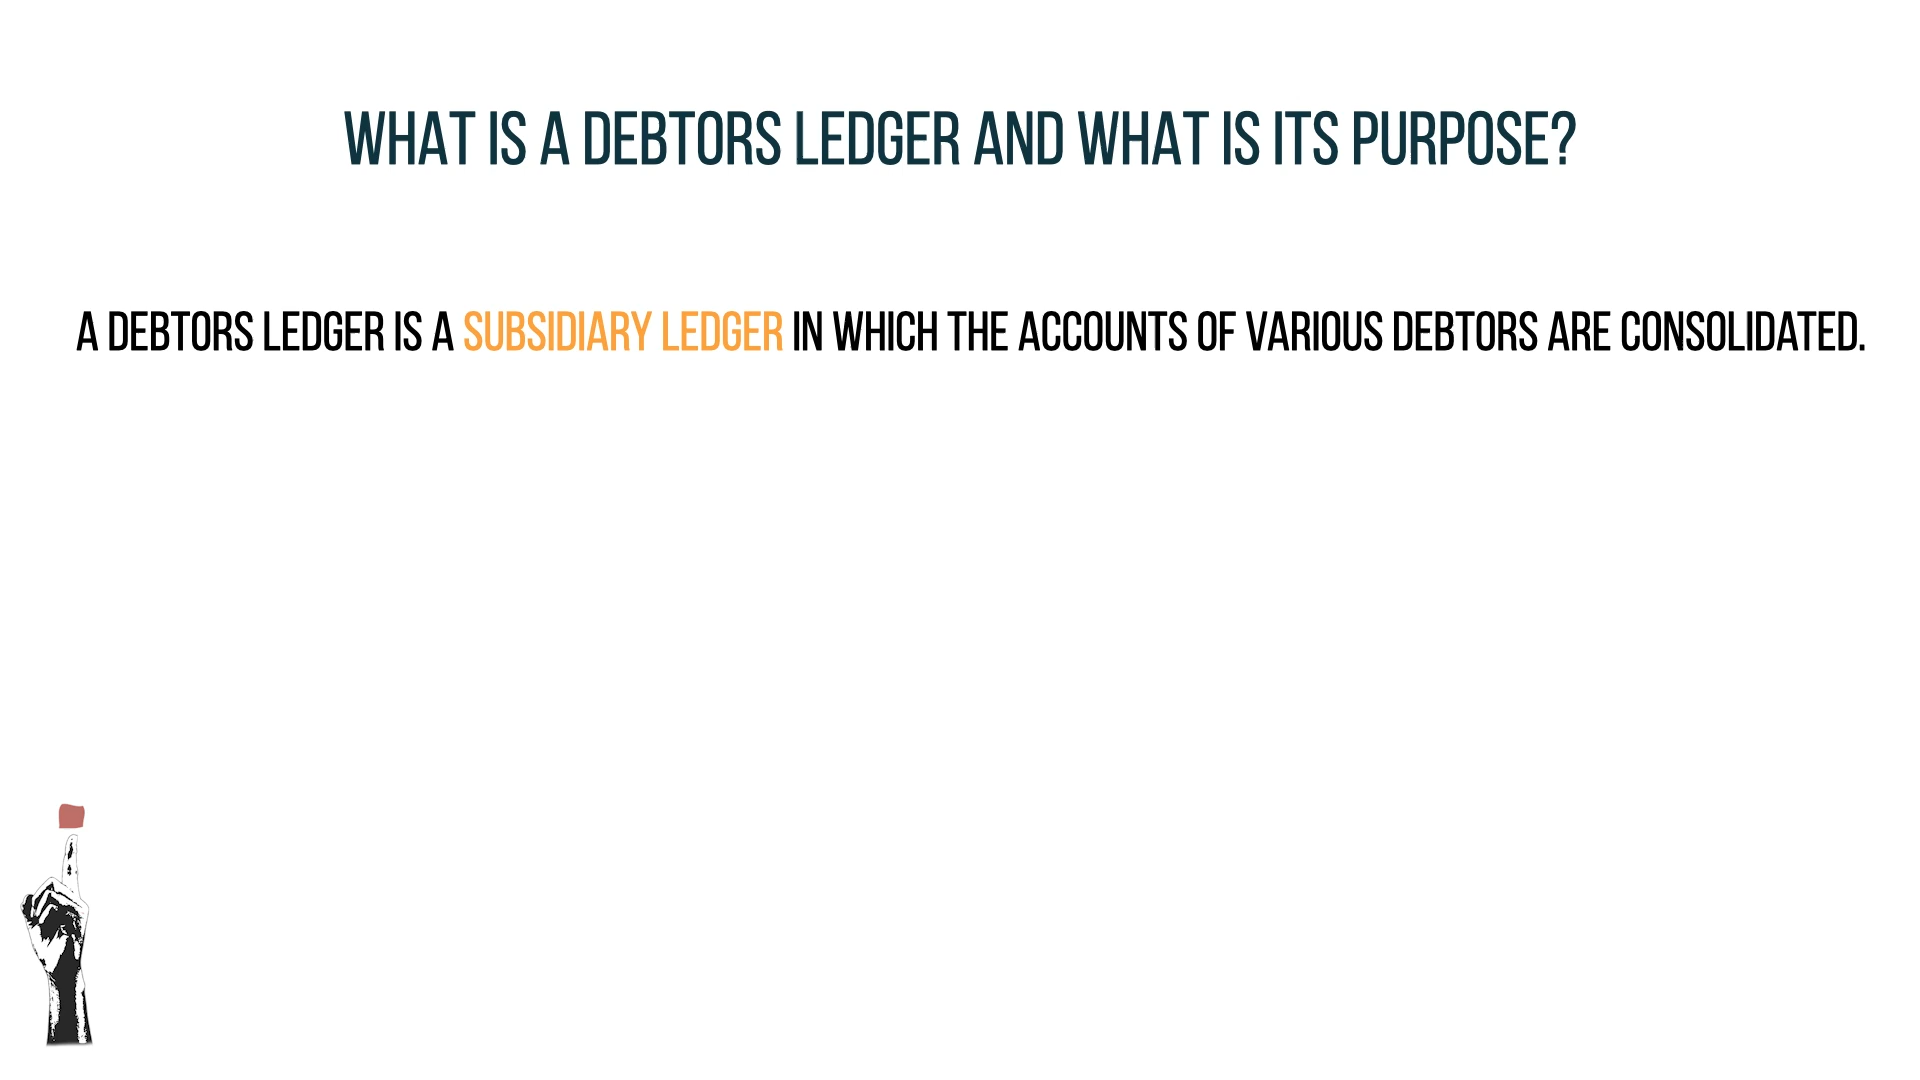 WHAT IS A DEBTORS LEDGER AND WHAT IS ITS PURPOSE?
A DEBTORS LEDGER IS A SUBSIDIARY LEDGER IN WHICH THE ACCOUNTS OF VARIOUS DEBTORS ARE CONSOLIDATED.